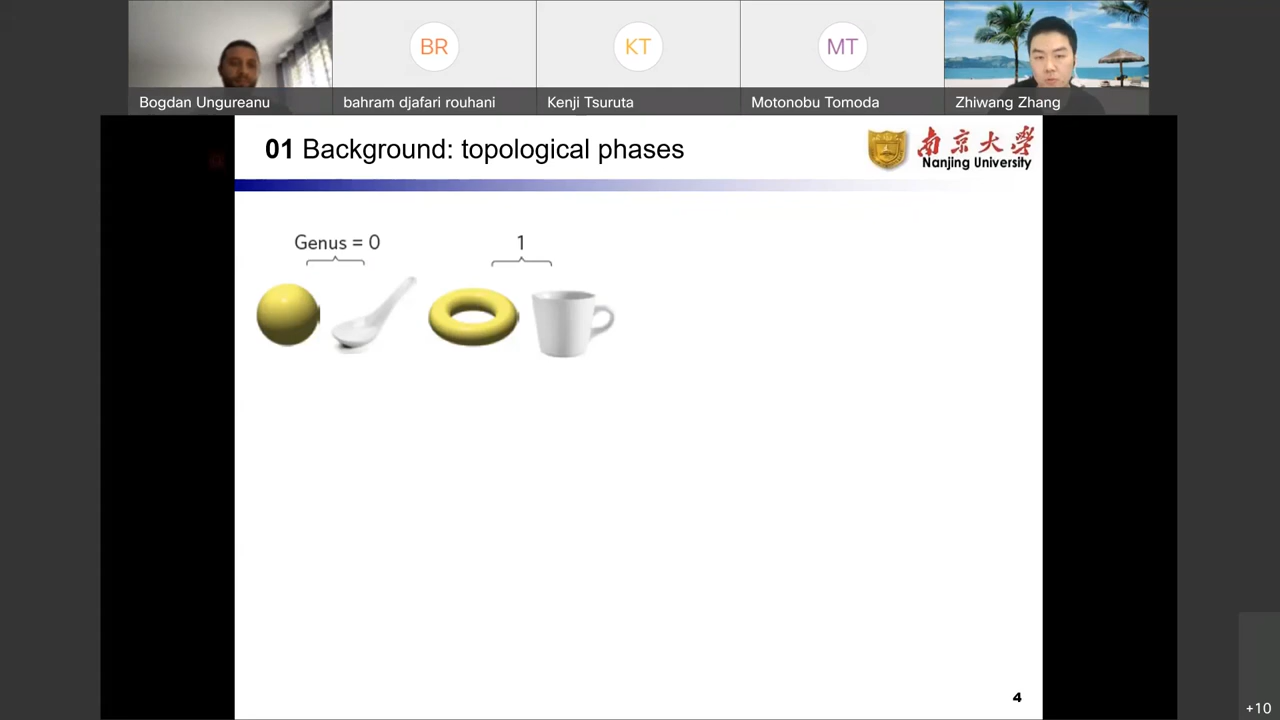 BR
KT
MT
Bogdan Ungureanu
bahram djafari rouhani
Kenji Tsuruta
Motonobu Tomoda
Zhiwang Zhang
01 Background: topological phases
南京大学
Nanjing University
Genus = 0
1
4
+10